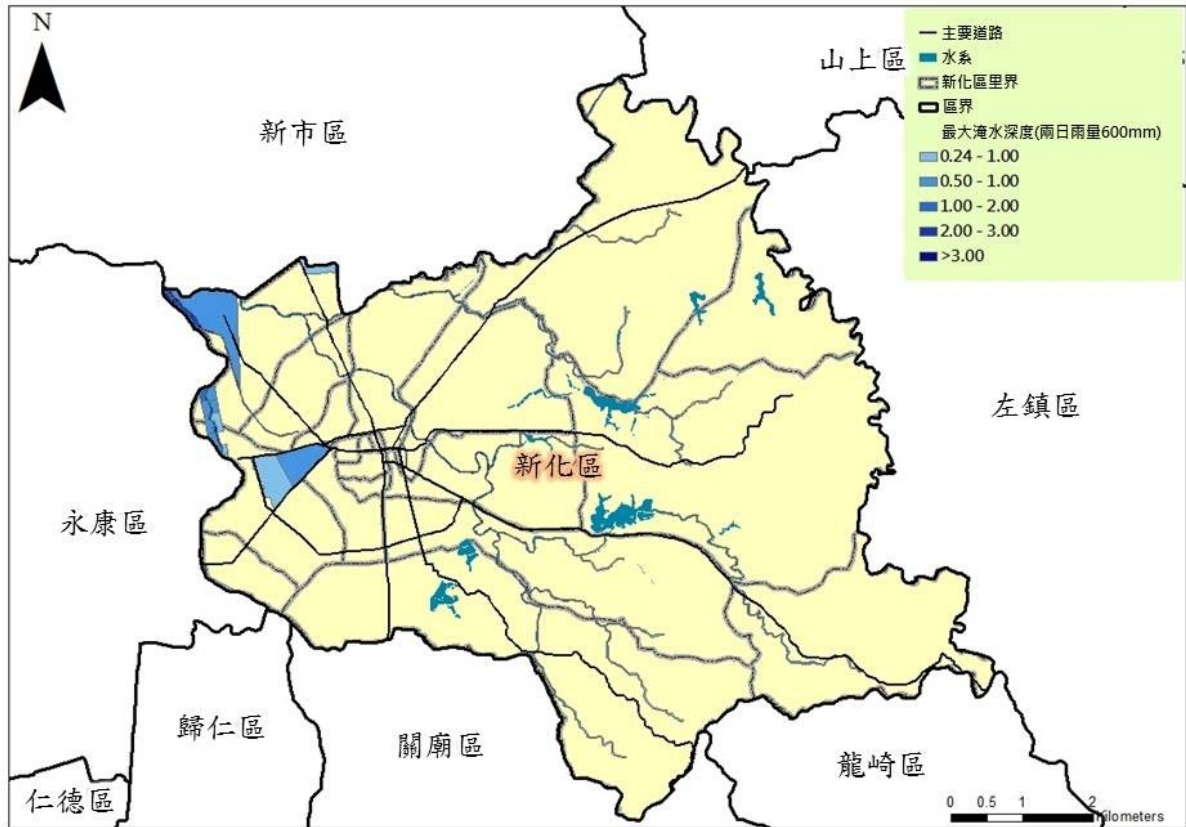 N
山上區
新市區
主要道路
水系
新化區里界
區界
最大淹水深度(兩日雨量600mm)
0.24 - 1.00
0.50 - 1.00
1.00 - 2.00
2.00 - 3.00
>3.00
左鎮區
新化區
永康區
歸仁區
關廟區
龍崎區
仁德區
0 0.5 1 2
Kilometers